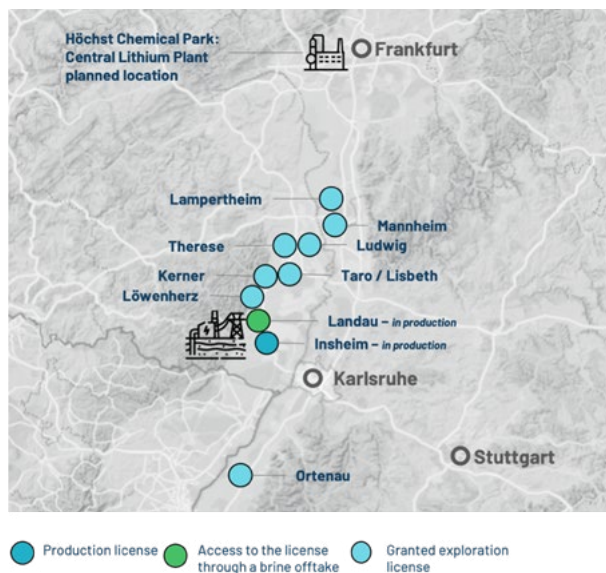 Höchst Chemical Park:
Central Lithium Plant
planned location
Frankfurt
Lampertheim
Mannheim
Therese
Ludwig
Kerner
Taro / Lisbeth
Löwenherz
Landau – in production
Insheim – in production
Karlsruhe
Stuttgart
Ortenau
Production license
Access to the license
through a brine offtake
Granted exploration
license